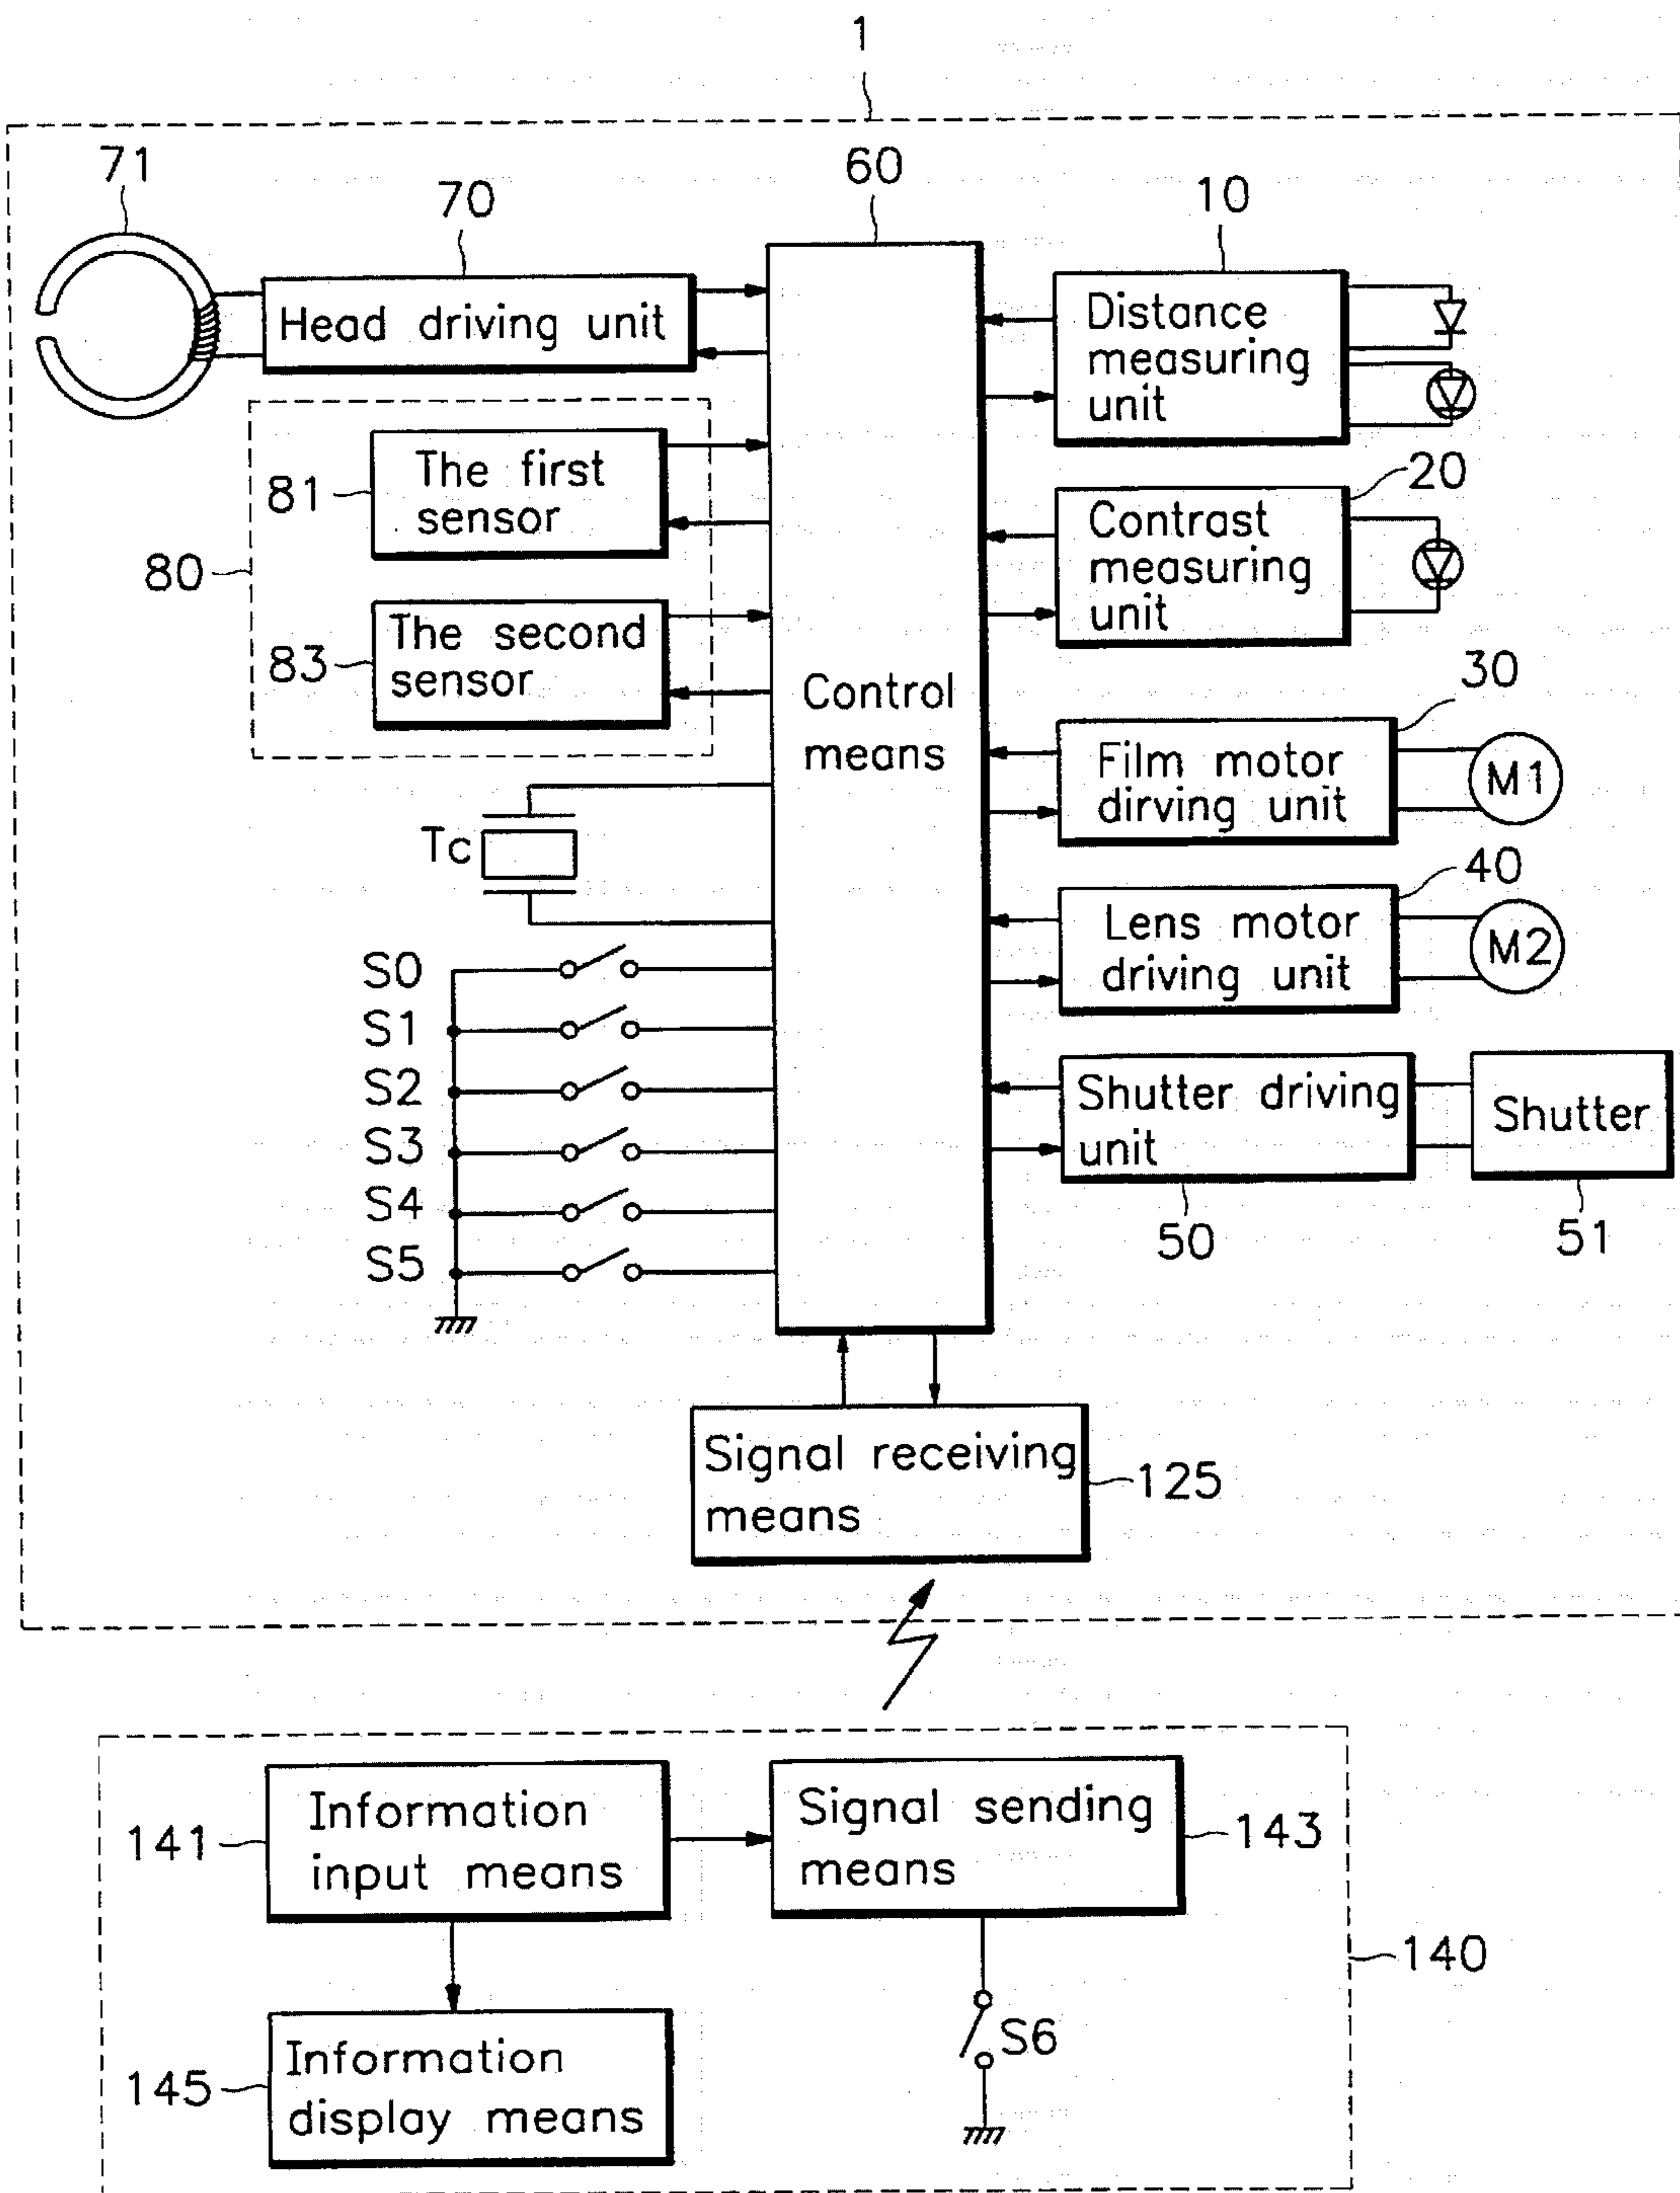 1
71
70
60
10
Head driving unit
Distance
measuring
unit
81
The first
sensor
20
Contrast
measuring
unit
80
83
The second
sensor
Control
means
30
Film motor
dirving unit
M1
Tc
40
Lens motor
driving unit
M2
S0
S1
S2
S3
S4
S5
Shutter driving
unit
Shutter
50
51
Signal receiving
means
125
141
Information
input means
Signal sending
means
143
140
S6
145
Information
display means